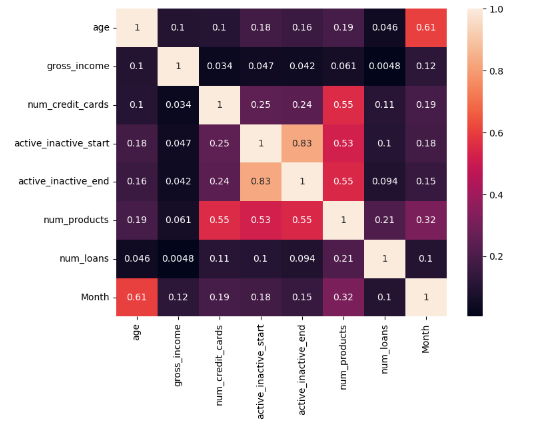 age 1 0.1 0.1 0.18 0.16 0.19 0.046 0.61
gross_income 0.1 1 0.034 0.047 0.042 0.061 0.0048 0.12
num_credit_cards 0.1 0.034 1 0.25 0.24 0.55 0.11 0.19
active_inactive_start 0.18 0.047 0.25 1 0.83 0.53 0.1 0.18
active_inactive_end 0.16 0.042 0.24 0.83 1 0.55 0.094 0.15
num_products 0.19 0.061 0.55 0.53 0.55 1 0.21 0.32
num_loans 0.046 0.0048 0.11 0.1 0.094 0.21 1 0.1
Month 0.61 0.12 0.19 0.18 0.15 0.32 0.1 1
age
gross_income
num_credit_cards
active_inactive_start
active_inactive_end
num_products
num_loans
Month
1.0
0.8
0.6
0.4
0.2